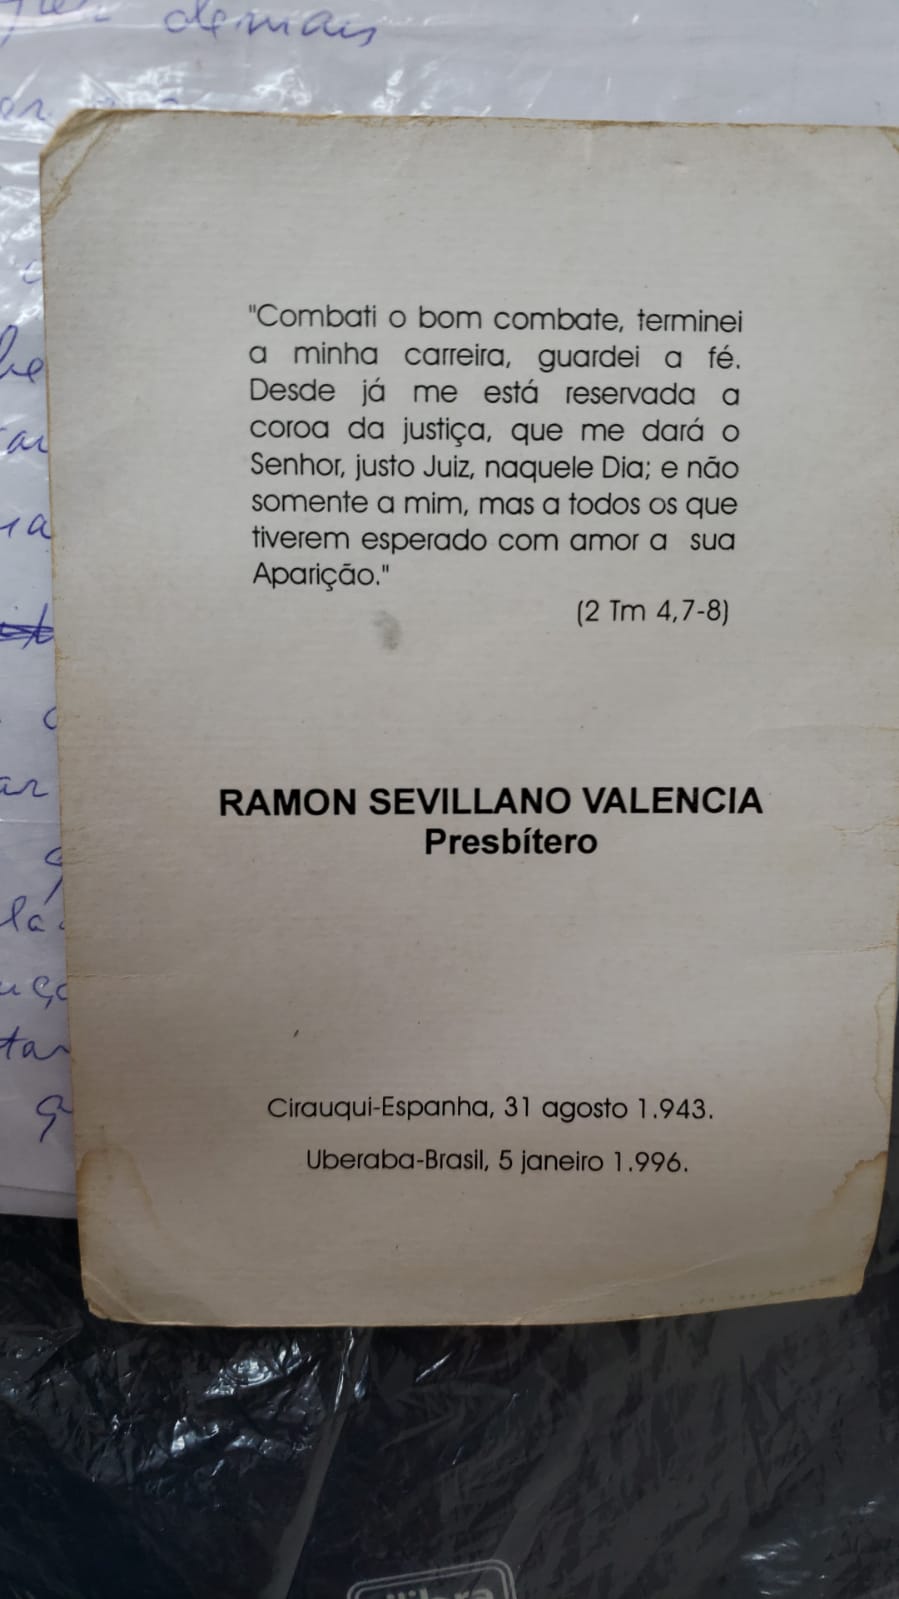 demais
"Combati o bom combate, terminei
a minha carreira, guardei a fé.
Desde já me está reservada a
coroa da justiça, que me dará o
Senhor, justo Juiz, naquele Dia; e não
somente a mim, mas a todos os que
tiverem esperado com amor a sua
Aparição."
(2 Tm 4,7-8)
RAMON SEVILLANO VALENCIA
Presbítero
Cirauqui-Espanha, 31 agosto 1.943.
Uberaba-Brasil, 5 janeiro 1.996.